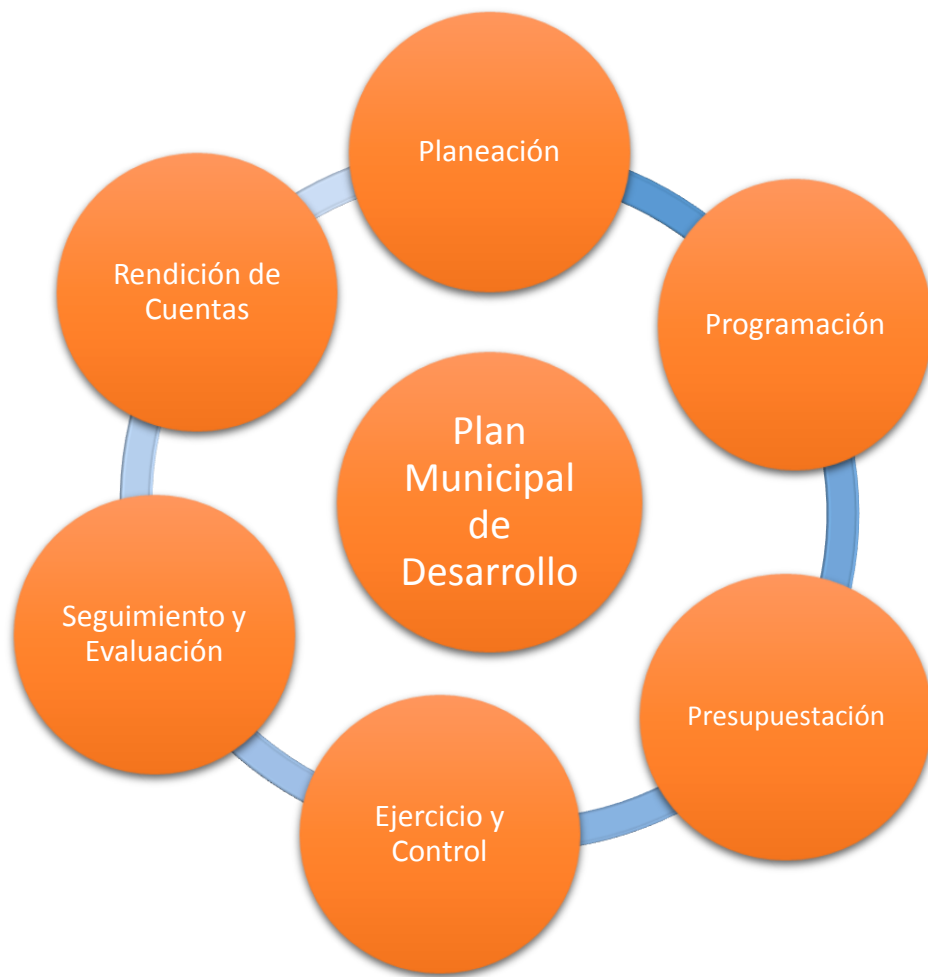 Planeación
Programación
Presupuestación
Ejercicio y
Control
Seguimiento y
Evaluación
Rendición de
Cuentas
Plan
Municipal
de
Desarrollo